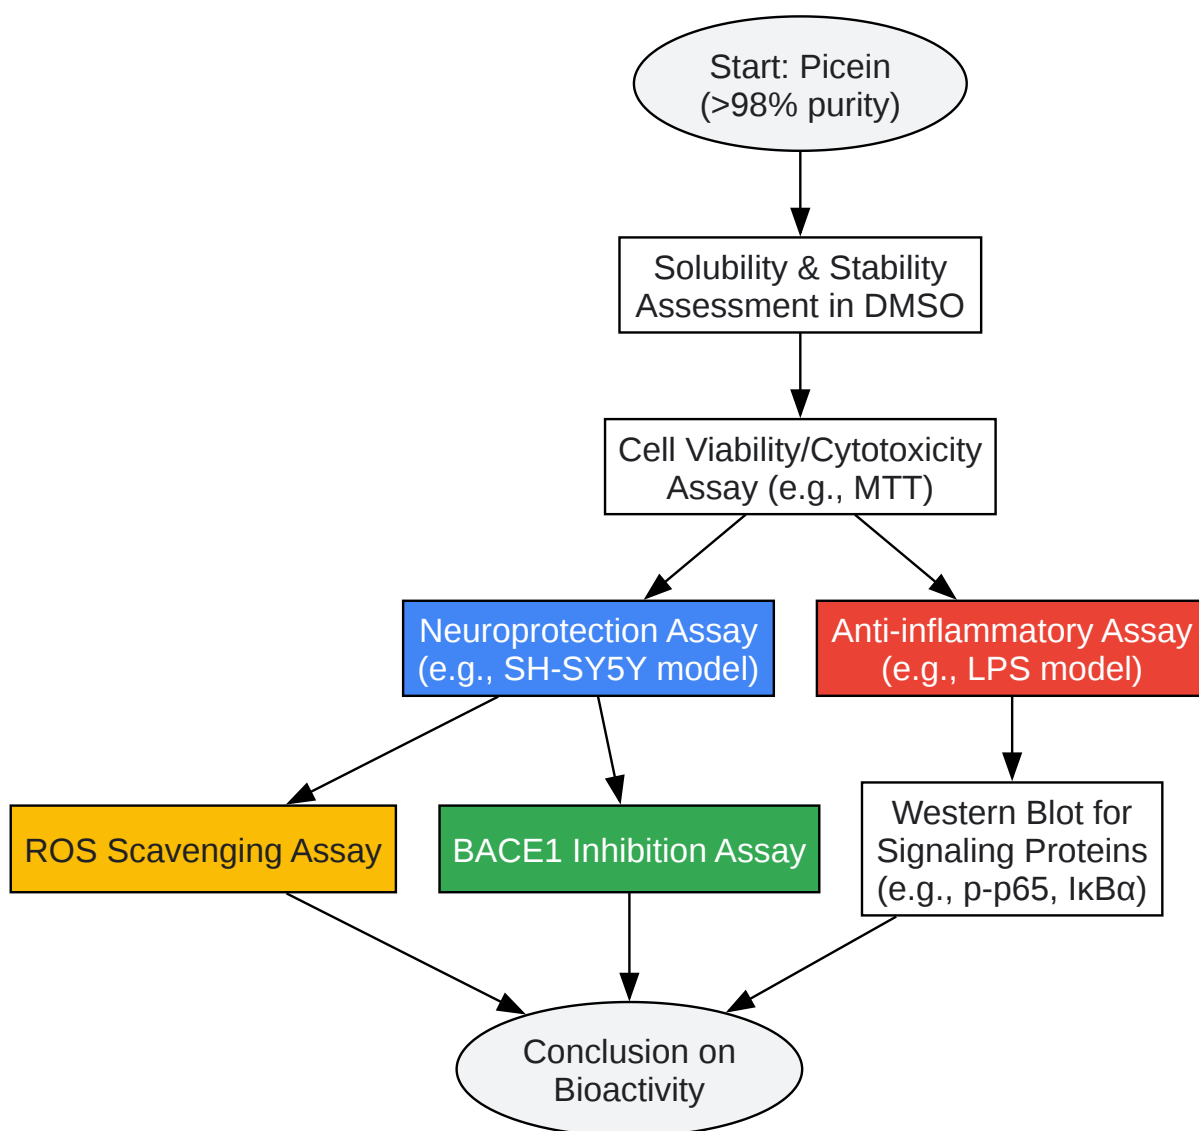 Start: Picein
(>98% purity)
Solubility & Stability
Assessment in DMSO
Cell Viability/Cytotoxicity
Assay (e.g., MTT)
Neuroprotection Assay
(e.g., SH-SY5Y model)
Anti-inflammatory Assay
(e.g., LPS model)
ROS Scavenging Assay
BACE1 Inhibition Assay
Western Blot for
Signaling Proteins
(e.g., p-p65, IκBα)
Conclusion on
Bioactivity